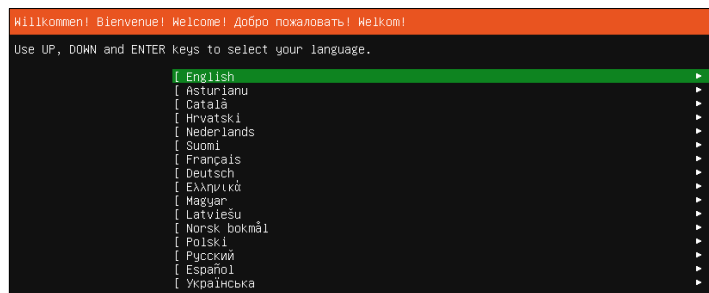 Willkommen! Bienvenue! Welcome! Добро пожаловать! Welkom!
Use UP, DOWN and ENTER keys to select your language.
[ English ►
[ Asturianu ►
[ Català ►
[ Hrvatski ►
[ Nederlands ►
[ Suomi ►
[ Français ►
[ Deutsch ►
[ Ελληνικά ►
[ Magyar ►
[ Latviešu ►
[ Norsk bokmål ►
[ Polski ►
[ Русский ►
[ Español ►
[ Українська ►